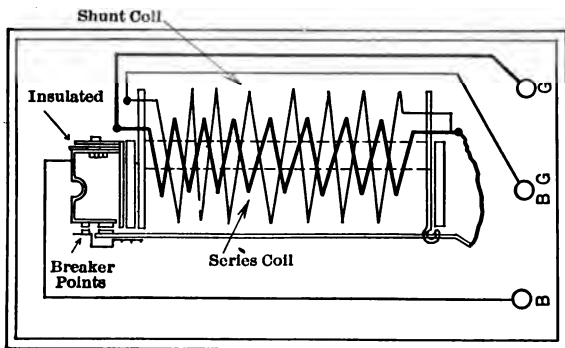 Shunt Coil
Insulated
G
B G
Series Coil
Breaker
Points
B